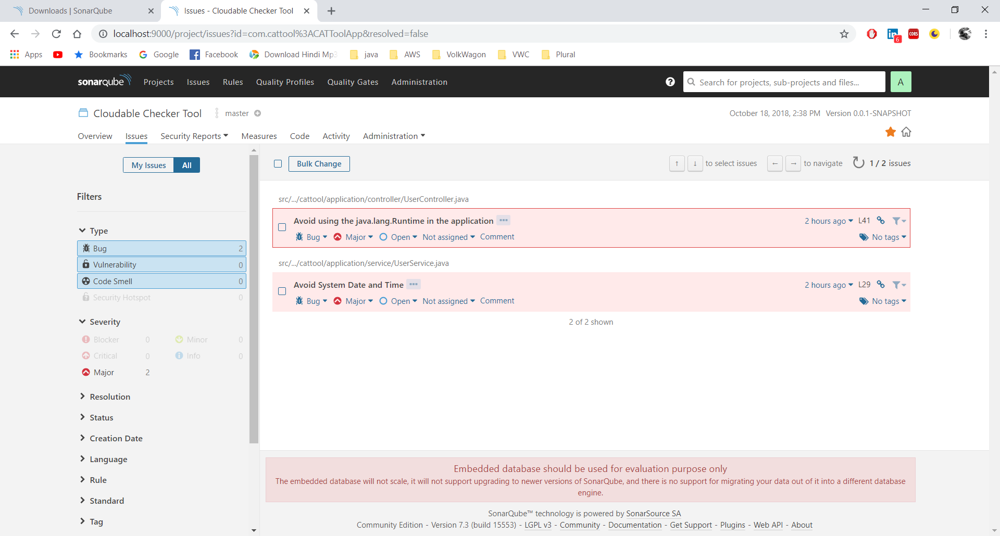 Downloads | SonarQube
Issues - Cloudable Checker Tool
localhost:9000/project/issues?id=com.cattool%3ACATToolApp&resolved=false
6
CORS
Apps
Bookmarks
Google
Facebook
Download Hindi Mp3
java
AWS
VolkWagon
VWC
Plural
sonarqube
Projects
Issues
Rules
Quality Profiles
Quality Gates
Administration
Search for projects, sub-projects and files...
A
Cloudable Checker Tool
master
October 18, 2018, 2:38 PM Version 0.0.1-SNAPSHOT
Overview
Issues
Security Reports
Measures
Code
Activity
Administration
My Issues
All
Bulk Change
↑ ↓ to select issues
← → to navigate
1 / 2 issues
Filters
Type
Bug 2
Vulnerability 0
Code Smell 0
Security Hotspot 0
Severity
Blocker 0
Minor 0
Critical 0
Info 0
Major 2
Resolution
Status
Creation Date
Language
Rule
Standard
Tag
src/.../cattool/application/controller/UserController.java
Avoid using the java.lang.Runtime in the application ...
2 hours ago L41
Bug Major Open Not assigned Comment
No tags
src/.../cattool/application/service/UserService.java
Avoid System Date and Time ...
2 hours ago L29
Bug Major Open Not assigned Comment
No tags
2 of 2 shown
Embedded database should be used for evaluation purpose only
The embedded database will not scale, it will not support upgrading to newer versions of SonarQube, and there is no support for migrating your data out of it into a different database
engine.
SonarQube™ technology is powered by SonarSource SA
Community Edition - Version 7.3 (build 15553) - LGPL v3 - Community - Documentation - Get Support - Plugins - Web API - About